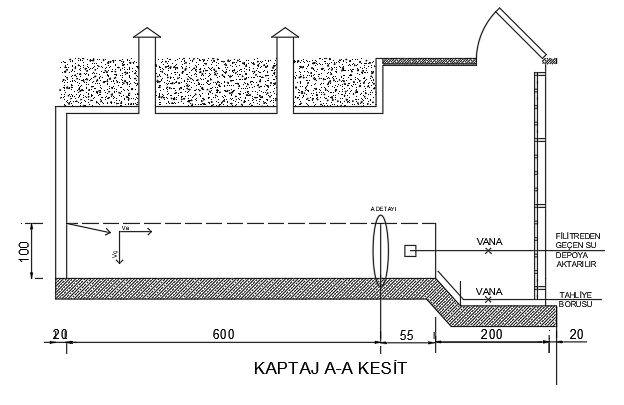 A DETAYI
Va
Vç
100
VANA
FİLİTREDEN
GEÇEN SU
DEPOYA
AKTARILIR
VANA
TAHLİYE
BORUSU
20
600
55
200
20
KAPTAJ A-A KESİT